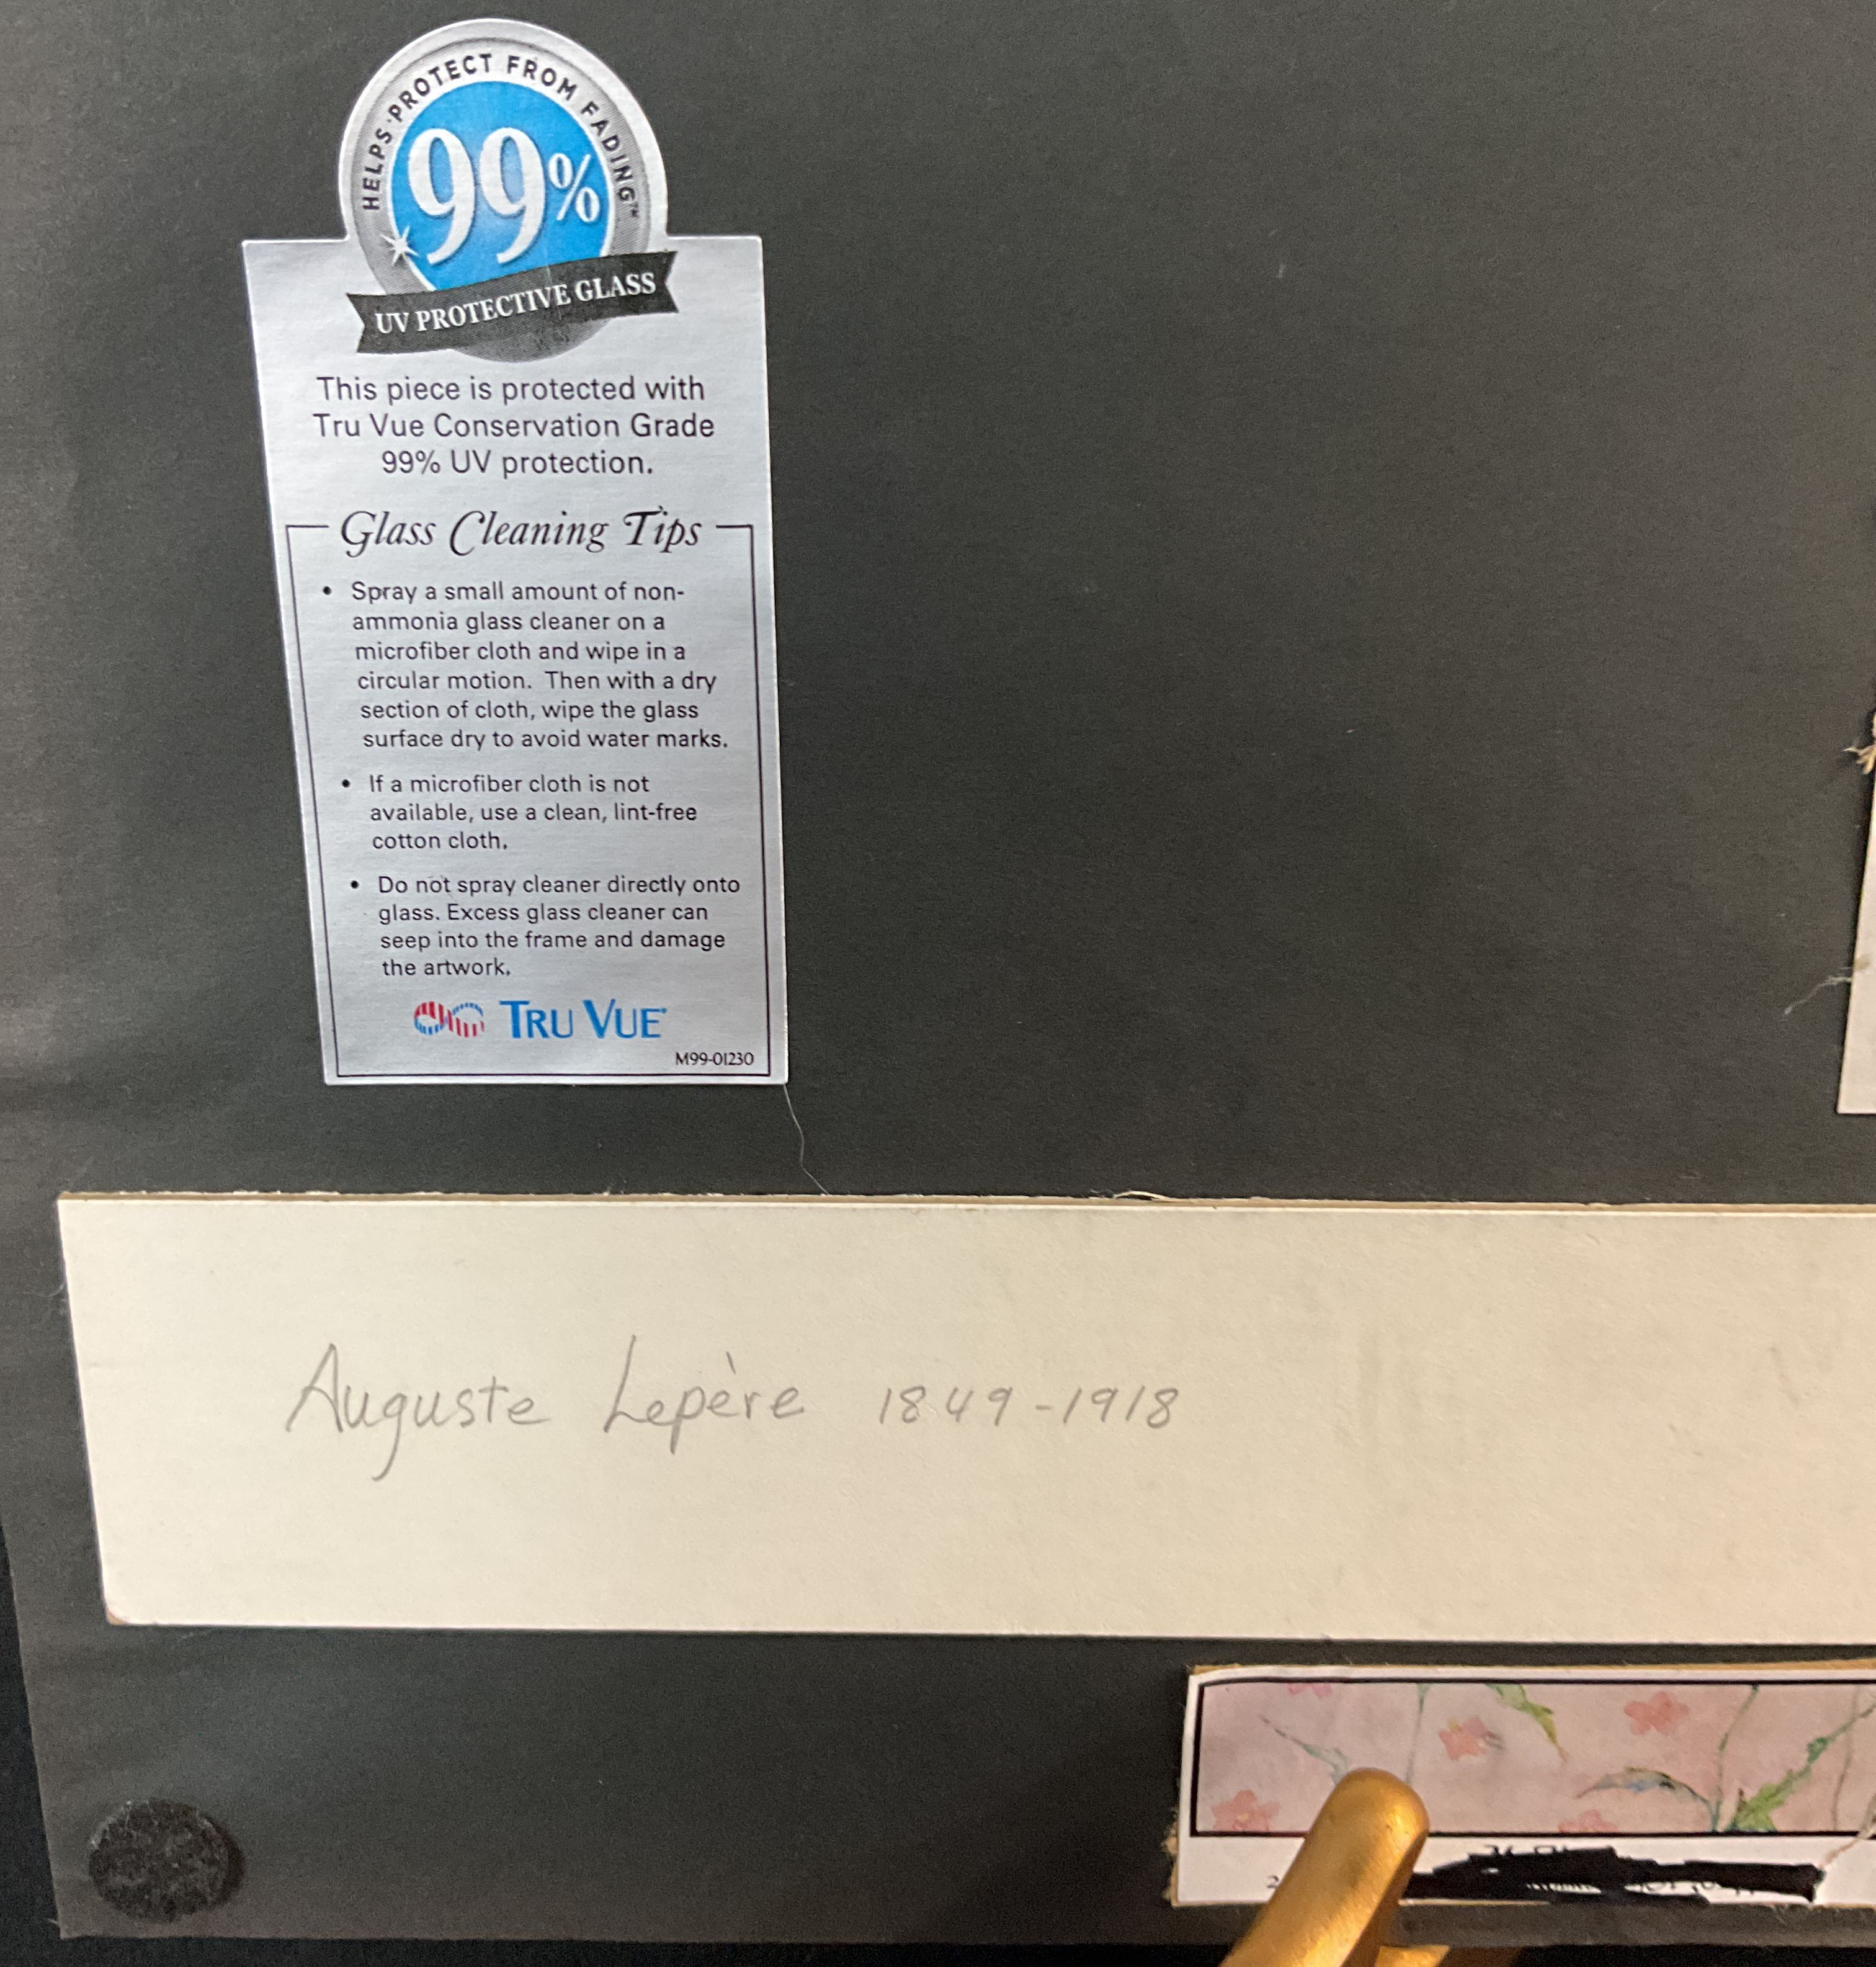 HELPS PROTECT FROM FADING™
99%
UV PROTECTIVE GLASS
This piece is protected with
Tru Vue Conservation Grade
99% UV protection.
Glass Cleaning Tips
• Spray a small amount of non-
ammonia glass cleaner on a
microfiber cloth and wipe in a
circular motion. Then with a dry
section of cloth, wipe the glass
surface dry to avoid water marks.
• If a microfiber cloth is not
available, use a clean, lint-free
cotton cloth.
• Do not spray cleaner directly onto
glass. Excess glass cleaner can
seep into the frame and damage
the artwork.
TRU VUE
M99-01230
Auguste Lepère 1849-1918